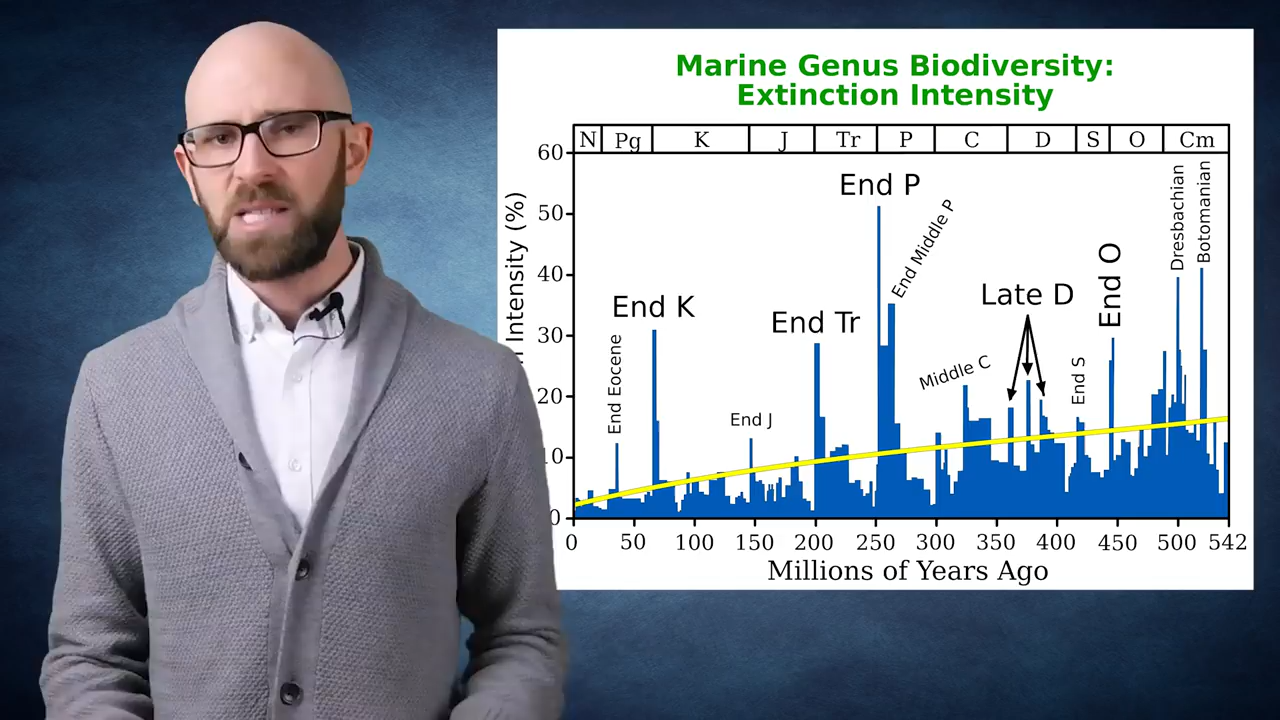 Marine Genus Biodiversity:
Extinction Intensity
N Pg K J Tr P C D S O Cm
60
50
40
30
20
10
0
Intensity (%)
End Eocene
End K
End J
End Tr
End P
End Middle P
Middle C
Late D
End S
End O
Dresbachian
Botomanian
0 50 100 150 200 250 300 350 400 450 500 542
Millions of Years Ago